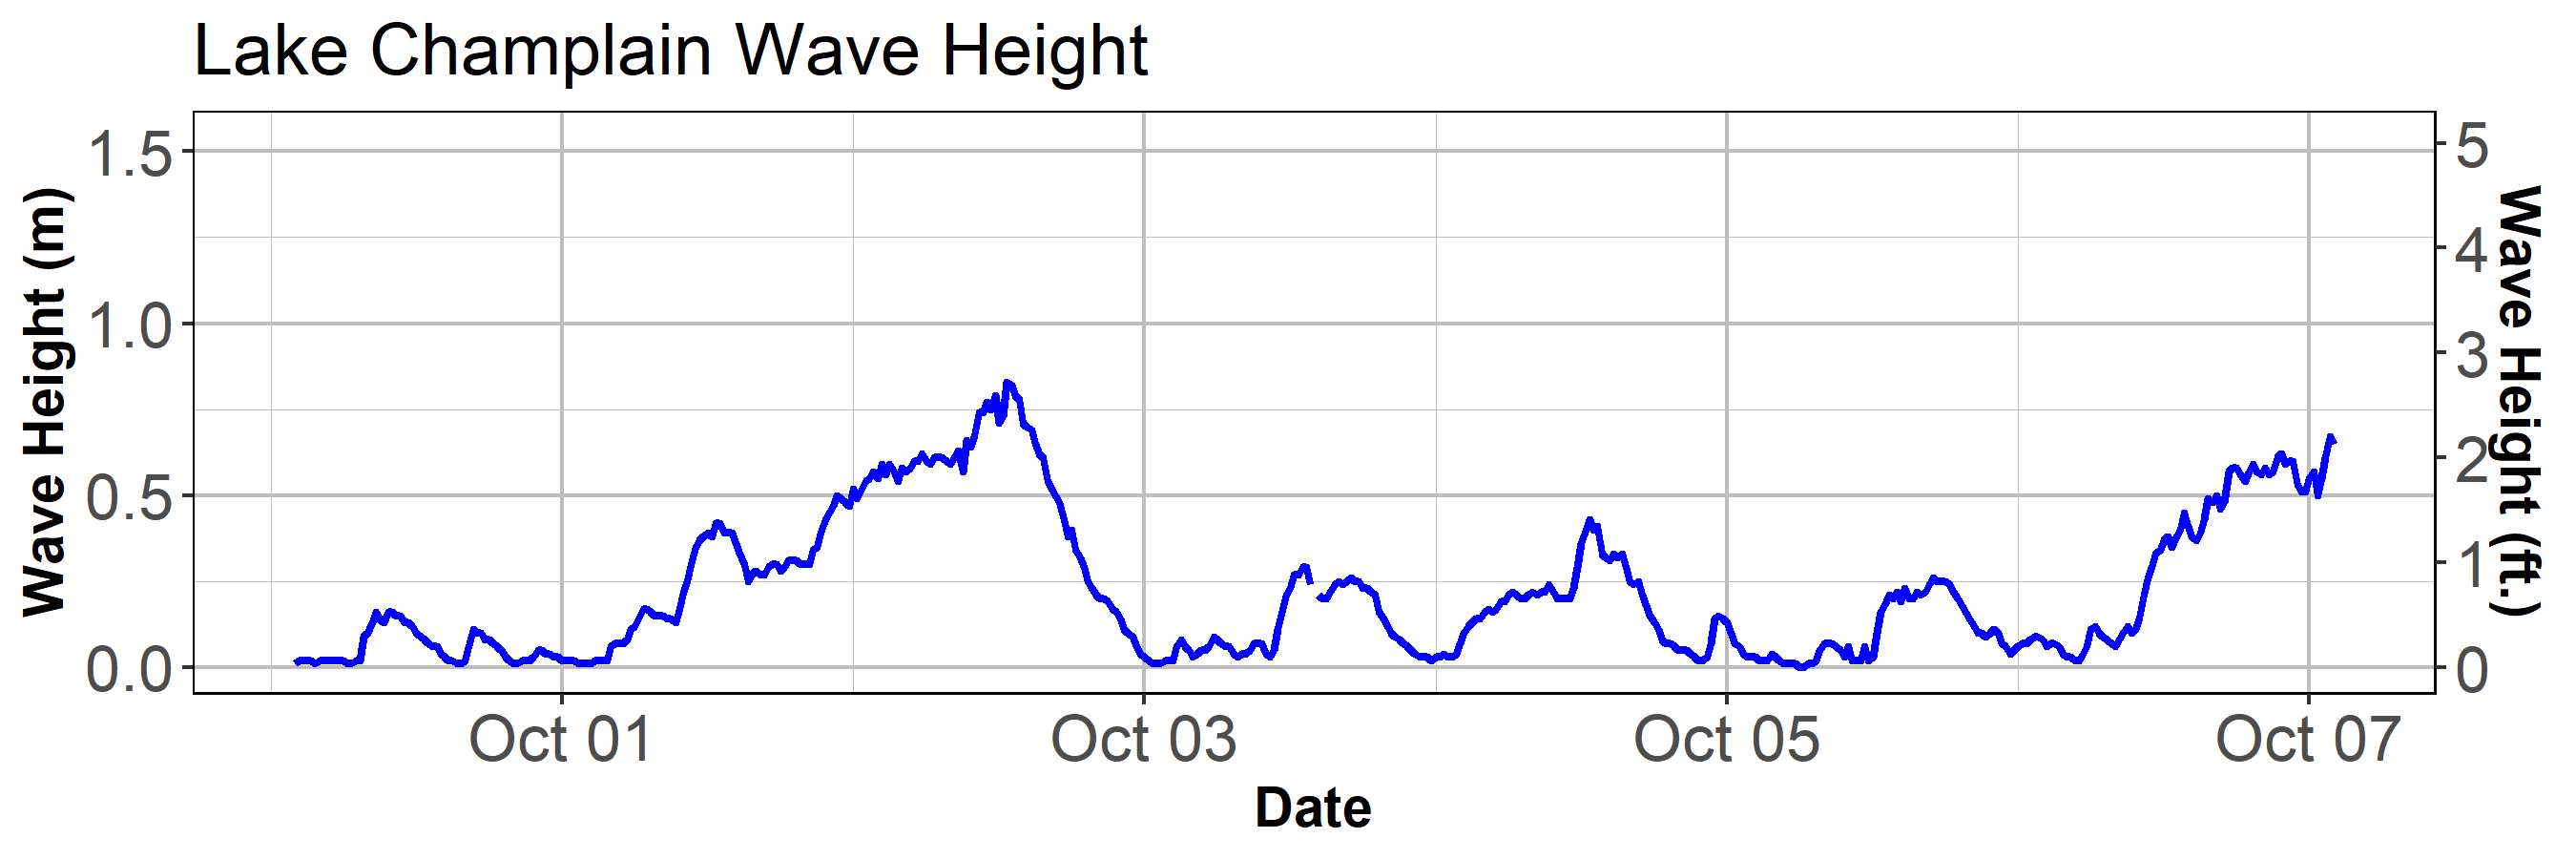 Lake Champlain Wave Height
Wave Height (m)
1.5
1.0
0.5
0.0
5
4
3
2
1
0
Wave Height (ft.)
Oct 01
Oct 03
Oct 05
Oct 07
Date